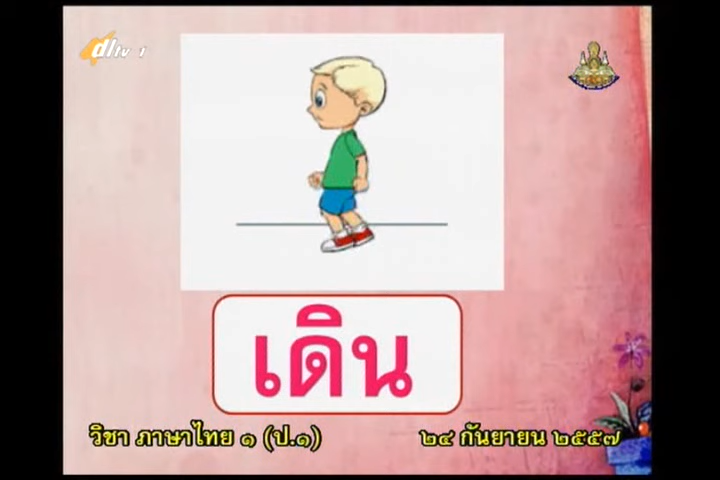 dltv 1
เดิน
วิชา ภาษาไทย ๑ (ป.๑) ๒๔ กันยายน ๒๕๕๗